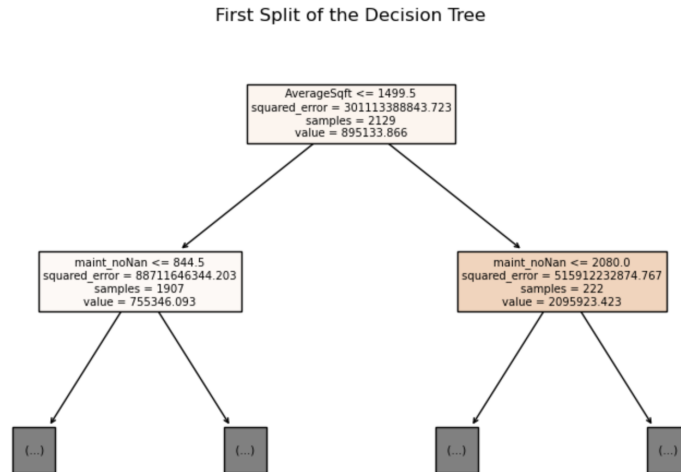 First Split of the Decision Tree
AverageSqft <= 1499.5
squared_error = 301113388843.723
samples = 2129
value = 895133.866
maint_noNan <= 844.5
squared_error = 88711646344.203
samples = 1907
value = 755346.093
maint_noNan <= 2080.0
squared_error = 515912232874.767
samples = 222
value = 2095923.423
(...)
(...)
(...)
(...)